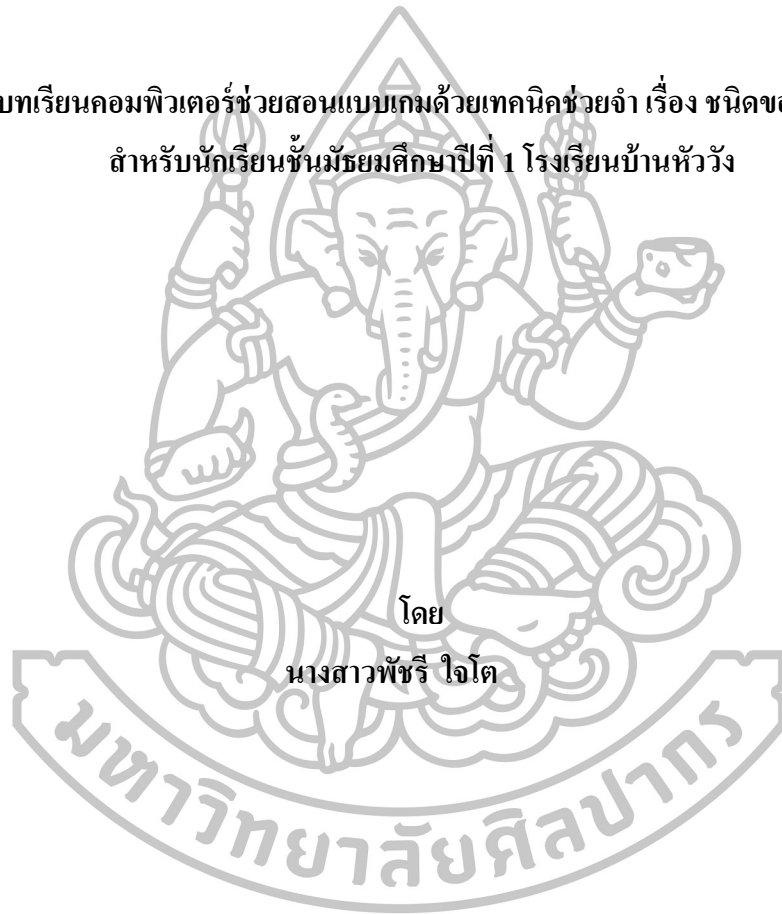 บทเรียนคอมพิวเตอร์ช่วยสอนแบบเกมด้วยเทคนิคช่วยจำ เรื่อง ชนิดข
สำหรับนักเรียนชั้นมัธยมศึกษาปีที่ 1 โรงเรียนบ้านหัววัง
โดย
นางสาวพัชรี ใจโต
มหาวิทยาลัยศิลปากร